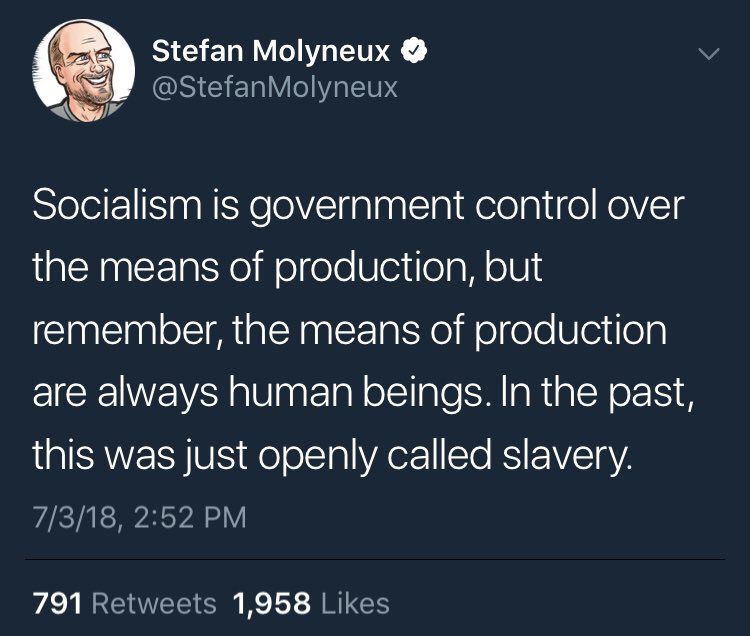 Stefan Molyneux
@StefanMolyneux
Socialism is government control over
the means of production, but
remember, the means of production
are always human beings. In the past,
this was just openly called slavery.
7/3/18, 2:52 PM
791 Retweets 1,958 Likes